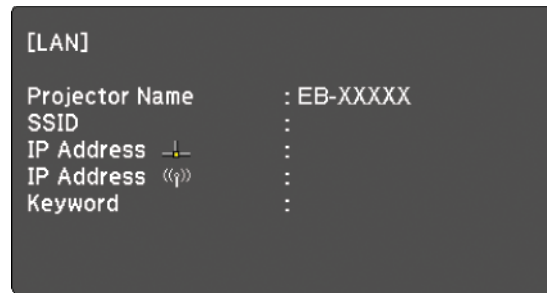 [LAN]
Projector Name : EB-XXXXX
SSID :
IP Address :
IP Address :
Keyword :